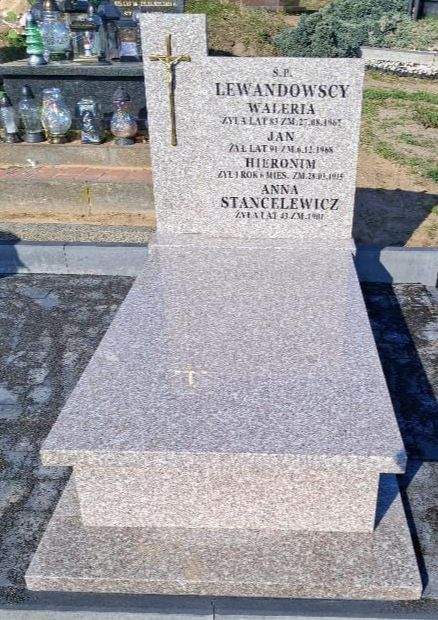 Ś.P.
LEWANDOWSCY
WALERIA
ŻYŁA LAT 83 ZM. 27.08.1967
JAN
ŻYŁ LAT 91 ZM. 6.12.1968
HIERONIM
ŻYŁ 1 ROK 6 MIES. ZM. 28.03.1915
ANNA
STANCELEWICZ
ŻYŁA LAT 43 ZM. 1901